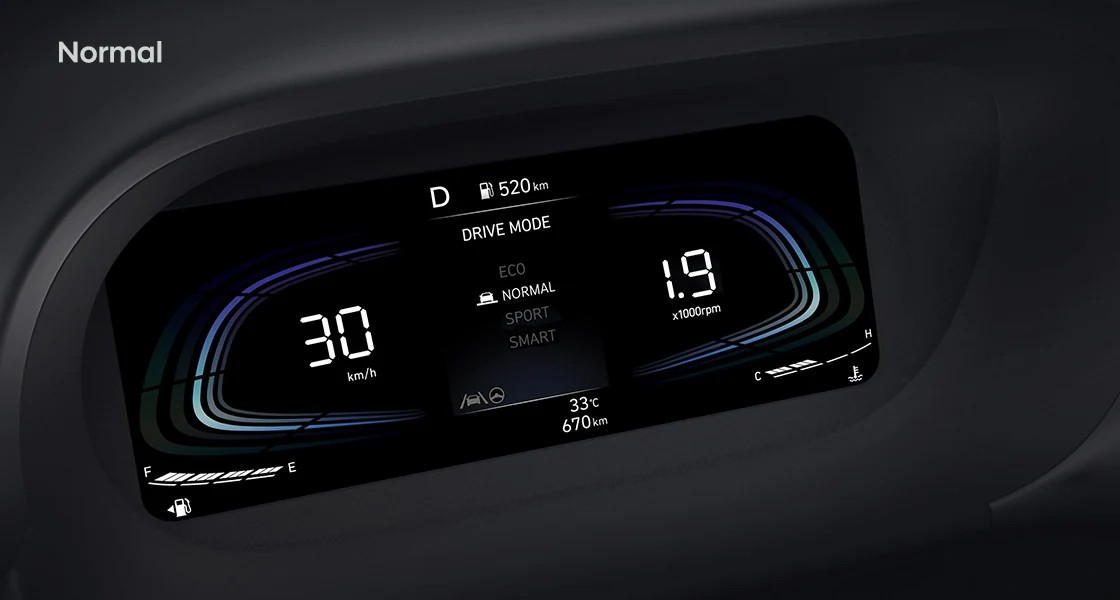 Normal
D 520 km
DRIVE MODE
ECO
NORMAL
SPORT
SMART
30
km/h
1.9
x1000rpm
F E
C H
33°C
670 km